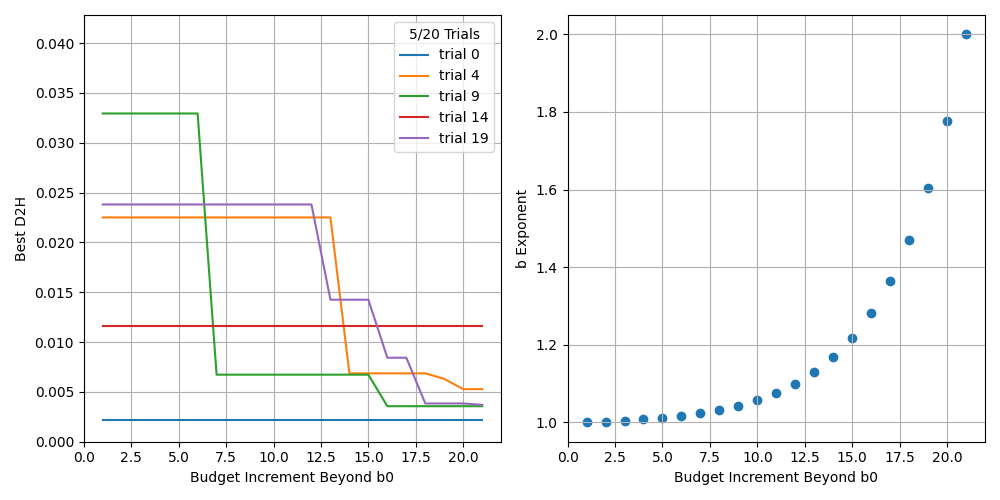 Best D2H
0.040
0.035
0.030
0.025
0.020
0.015
0.010
0.005
0.000
0.0 2.5 5.0 7.5 10.0 12.5 15.0 17.5 20.0
Budget Increment Beyond b0
5/20 Trials
trial 0
trial 4
trial 9
trial 14
trial 19
b Exponent
2.0
1.8
1.6
1.4
1.2
1.0
0.0 2.5 5.0 7.5 10.0 12.5 15.0 17.5 20.0
Budget Increment Beyond b0